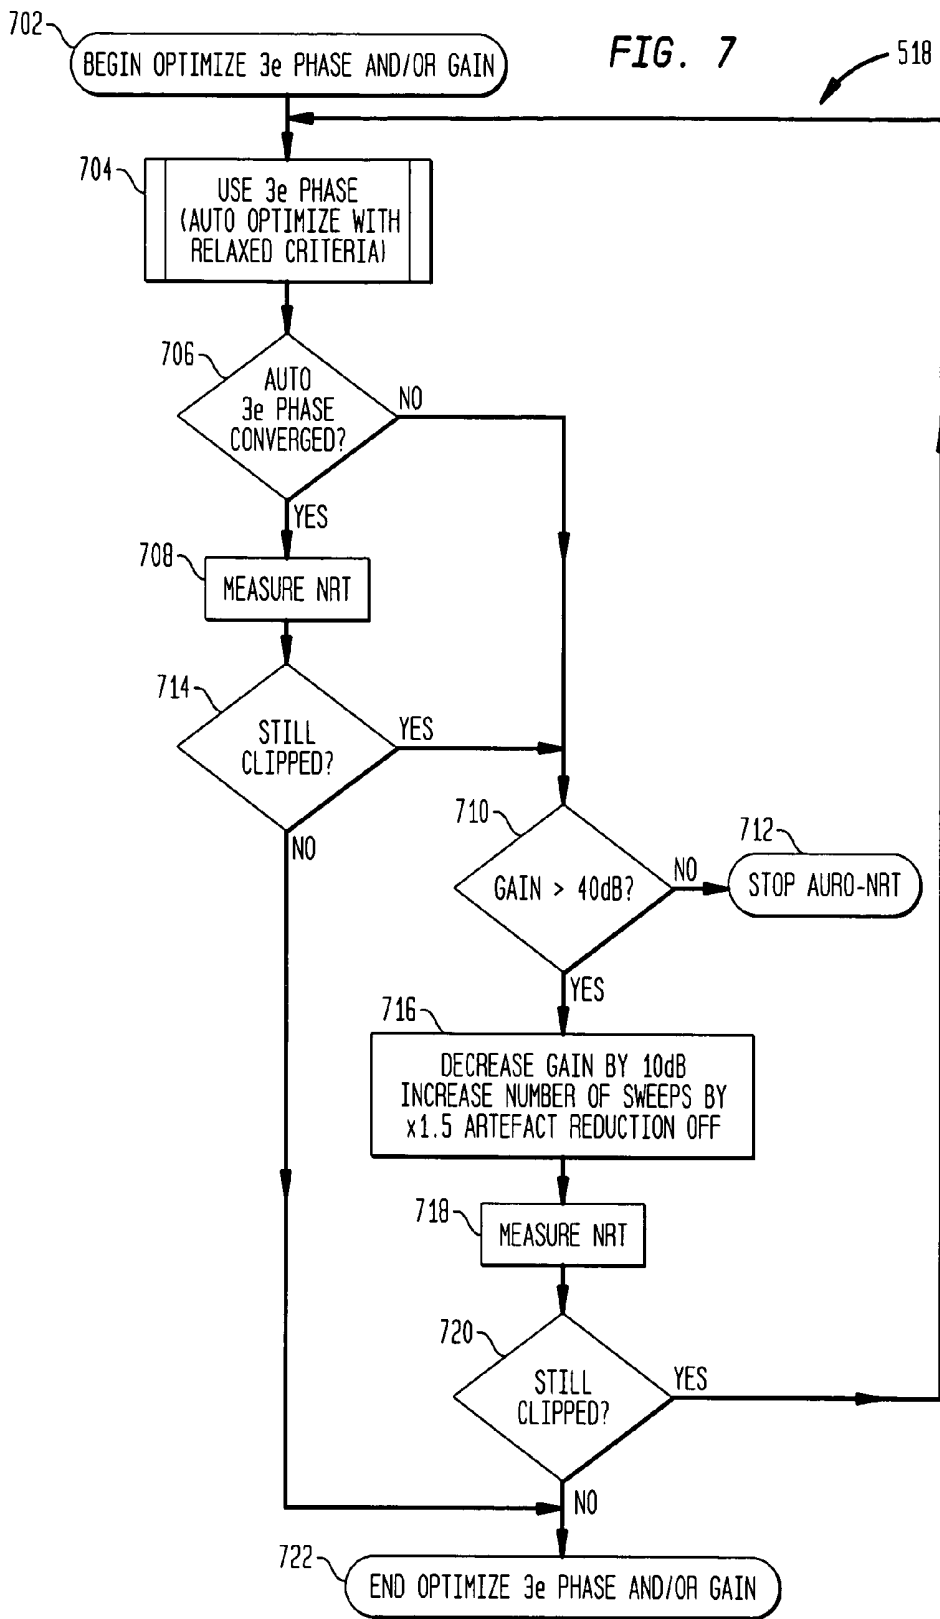 702
BEGIN OPTIMIZE 3e PHASE AND/OR GAIN
FIG. 7
518
704
USE 3e PHASE
(AUTO OPTIMIZE WITH
RELAXED CRITERIA)
706
AUTO
3e PHASE
CONVERGED?
NO
YES
708
MEASURE NRT
714
STILL
CLIPPED?
YES
NO
710
GAIN > 40dB?
NO
712
STOP AURO-NRT
YES
716
DECREASE GAIN BY 10dB
INCREASE NUMBER OF SWEEPS BY
x1.5 ARTEFACT REDUCTION OFF
718
MEASURE NRT
720
STILL
CLIPPED?
YES
NO
722
END OPTIMIZE 3e PHASE AND/OR GAIN